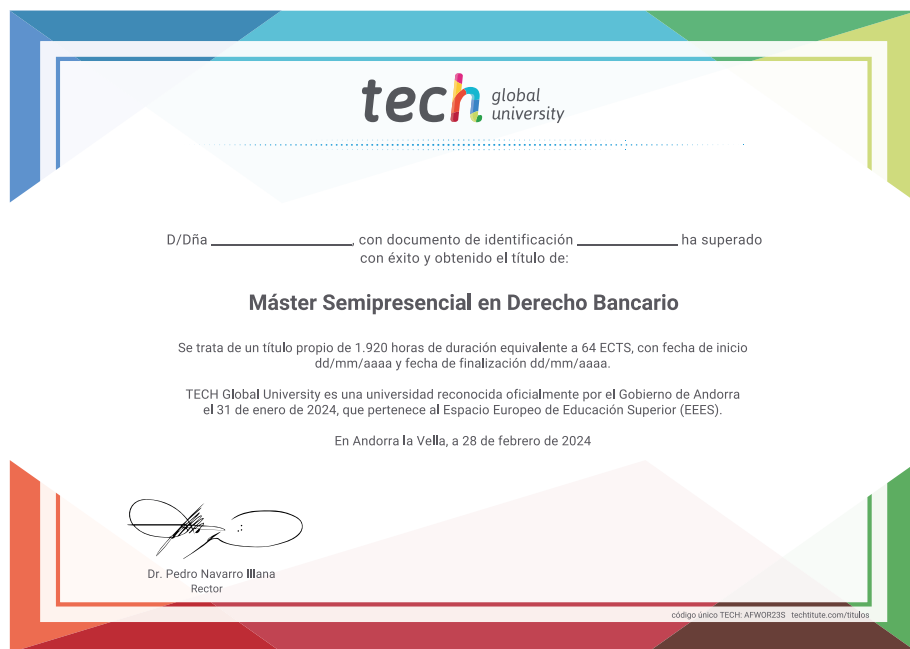 tech global university
D/Dña ________________, con documento de identificación ____________ ha superado
con éxito y obtenido el título de:
Máster Semipresencial en Derecho Bancario
Se trata de un título propio de 1.920 horas de duración equivalente a 64 ECTS, con fecha de inicio
dd/mm/aaaa y fecha de finalización dd/mm/aaaa.
TECH Global University es una universidad reconocida oficialmente por el Gobierno de Andorra
el 31 de enero de 2024, que pertenece al Espacio Europeo de Educación Superior (EEES).
En Andorra la Vella, a 28 de febrero de 2024
Dr. Pedro Navarro Illana
Rector
código único TECH: AFWOR23S techtitute.com/titulos